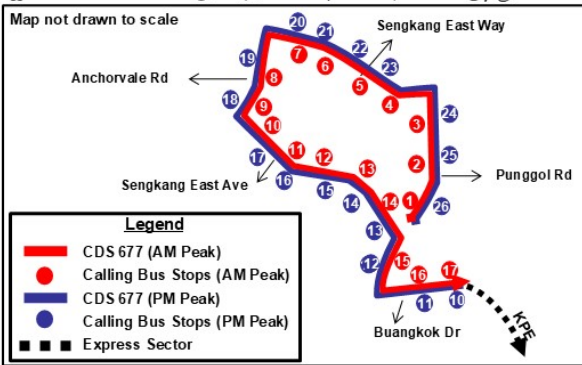 Map not drawn to scale
20
21
Sengkang East Way
22
7
6
23
19
5
Anchorvale Rd
8
4
18
9
3
24
10
17
11
12
13
2
25
Sengkang East Ave
16
15
14
14
1
Punggol Rd
26
13
12
15
16
17
11
10
Buangkok Dr
KPE
Legend
CDS 677 (AM Peak)
Calling Bus Stops (AM Peak)
CDS 677 (PM Peak)
Calling Bus Stops (PM Peak)
Express Sector